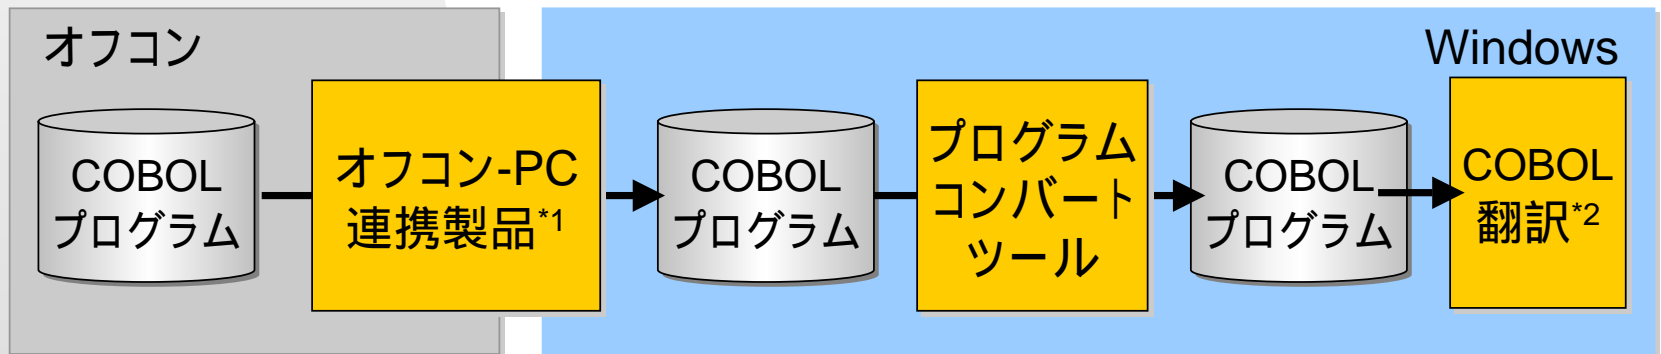 オフコン
Windows
COBOL
プログラム
オフコン-PC
連携製品*1
COBOL
プログラム
プログラム
コンバート
ツール
COBOL
プログラム
COBOL
翻訳*2